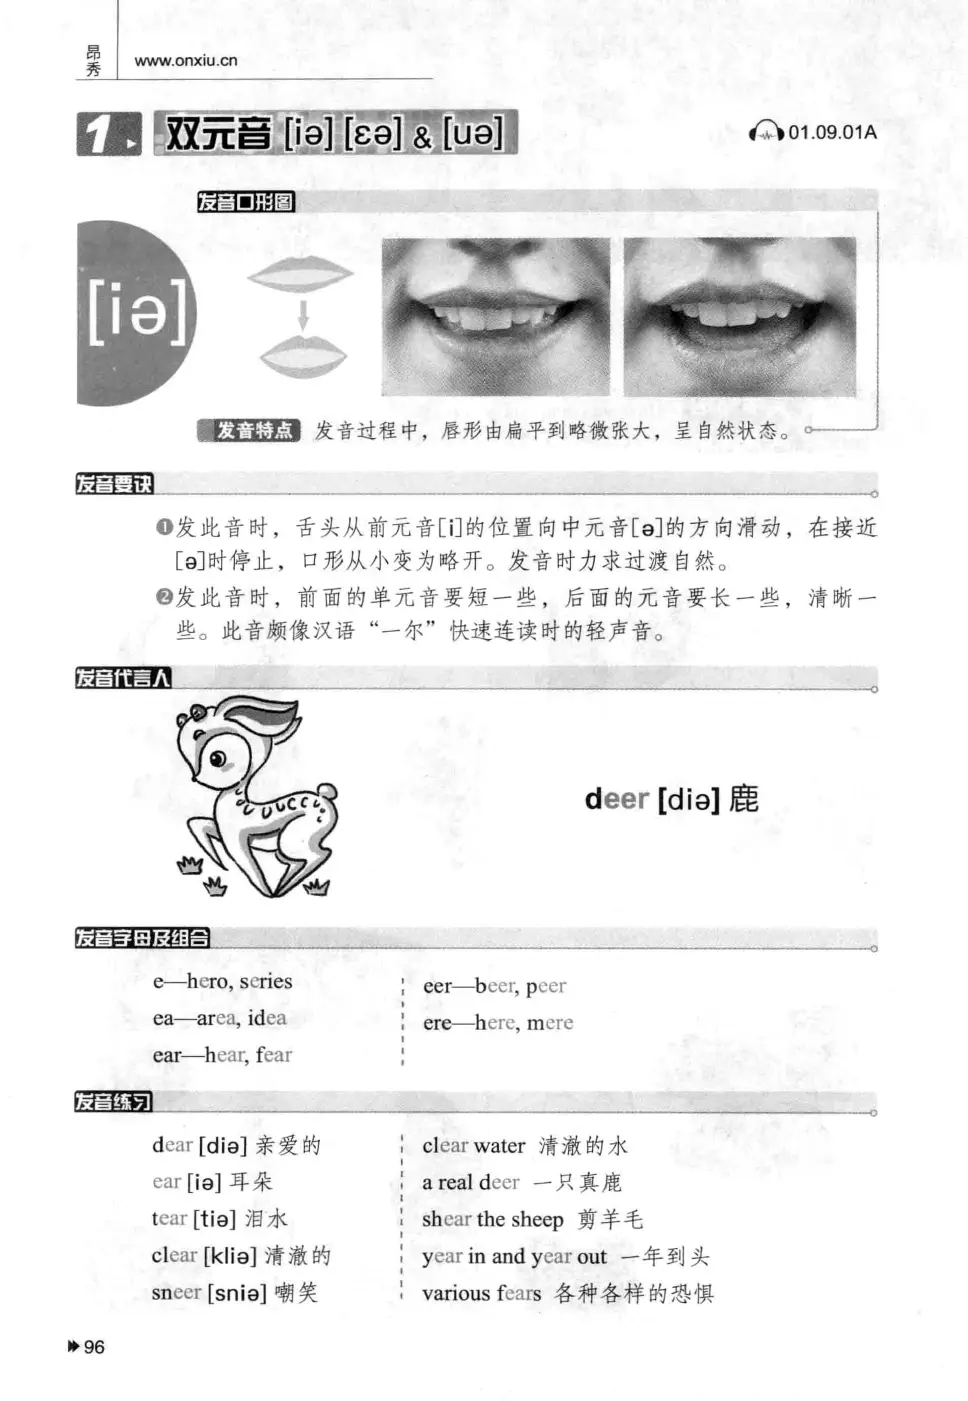 昂秀
www.onxiu.cn
1 双元音 [iə] [ɛə] & [uə]
01.09.01A
发音口形图
[iə]
发音特点 发音过程中，唇形由扁平到略微张大，呈自然状态。
发音要诀
❶发此音时，舌头从前元音[i]的位置向中元音[ə]的方向滑动，在接近
[ə]时停止，口形从小变为略开。发音时力求过渡自然。
❷发此音时，前面的单元音要短一些，后面的元音要长一些，清晰一
些。此音颇像汉语“一尔”快速连读时的轻声音。
发音代言人
deer [diə] 鹿
发音字母及组合
e—hero, series
ea—area, idea
ear—hear, fear
eer—beer, peer
ere—here, mere
发音练习
dear [diə] 亲爱的
ear [iə] 耳朵
tear [tiə] 泪水
clear [kliə] 清澈的
sneer [sniə] 嘲笑
clear water 清澈的水
a real deer 一只真鹿
shear the sheep 剪羊毛
year in and year out 一年到头
various fears 各种各样的恐惧
96